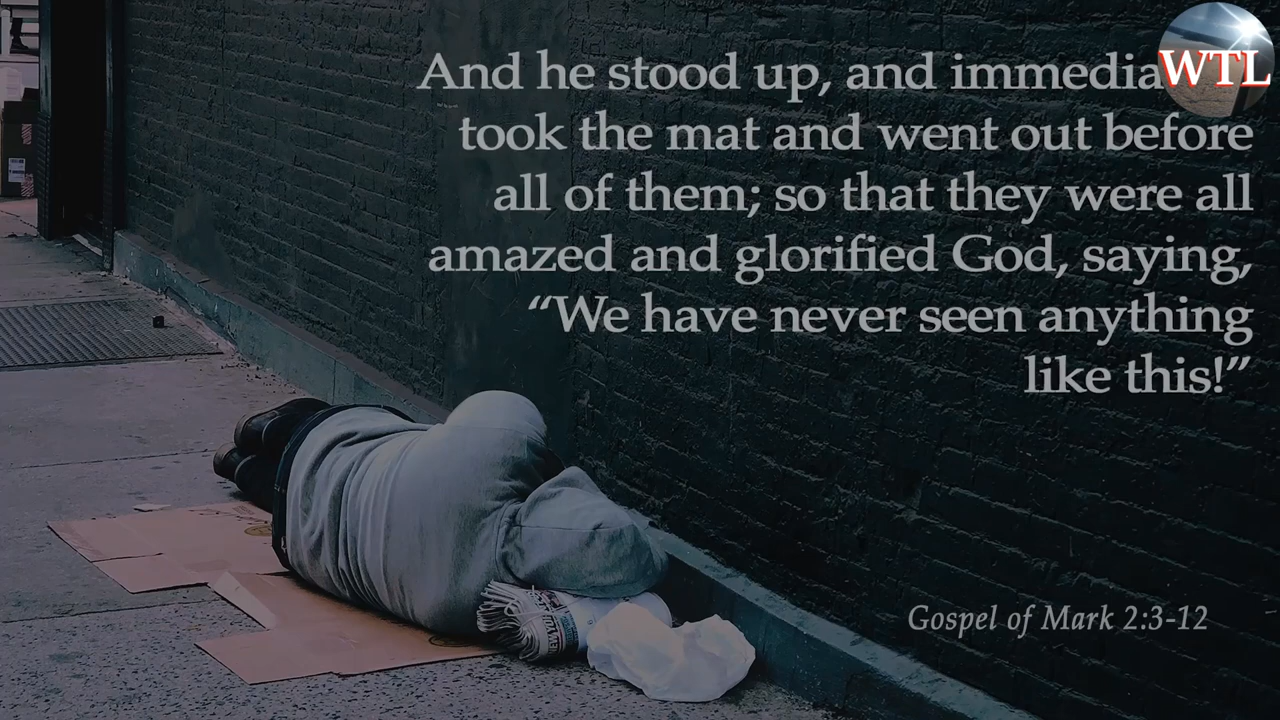 And he stood up, and immedia
took the mat and went out before
all of them; so that they were all
amazed and glorified God, saying,
“We have never seen anything
like this!”
Gospel of Mark 2:3-12
WTL